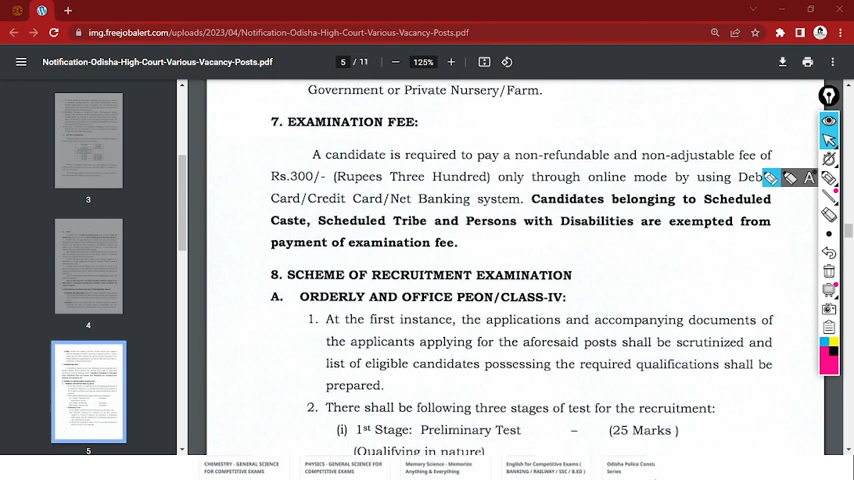 img.freejobalert.com/uploads/2023/04/Notification-Odisha-High-Court-Various-Vacancy-Posts.pdf
Notification-Odisha-High-Court-Various-Vacancy-Posts.pdf
5 / 11
125%
3
4
5
Government or Private Nursery/Farm.
7. EXAMINATION FEE:
A candidate is required to pay a non-refundable and non-adjustable fee of
Rs.300/- (Rupees Three Hundred) only through online mode by using Deb
Card/Credit Card/Net Banking system. Candidates belonging to Scheduled
Caste, Scheduled Tribe and Persons with Disabilities are exempted from
payment of examination fee.
8. SCHEME OF RECRUITMENT EXAMINATION
A. ORDERLY AND OFFICE PEON/CLASS-IV:
1. At the first instance, the applications and accompanying documents of
the applicants applying for the aforesaid posts shall be scrutinized and
list of eligible candidates possessing the required qualifications shall be
prepared.
2. There shall be following three stages of test for the recruitment:
(i) 1st Stage: Preliminary Test – (25 Marks )
(Qualifying in nature)
A
CHEMISTRY - GENERAL SCIENCE
FOR COMPETITIVE EXAMS
PHYSICS - GENERAL SCIENCE FOR
COMPETITIVE EXAMS
Memory Science - Memorize
Anything & Everything
English for Competitive Exams (
BANKING / RAILWAY / SSC / B.ED )
Odisha Police Const
Series